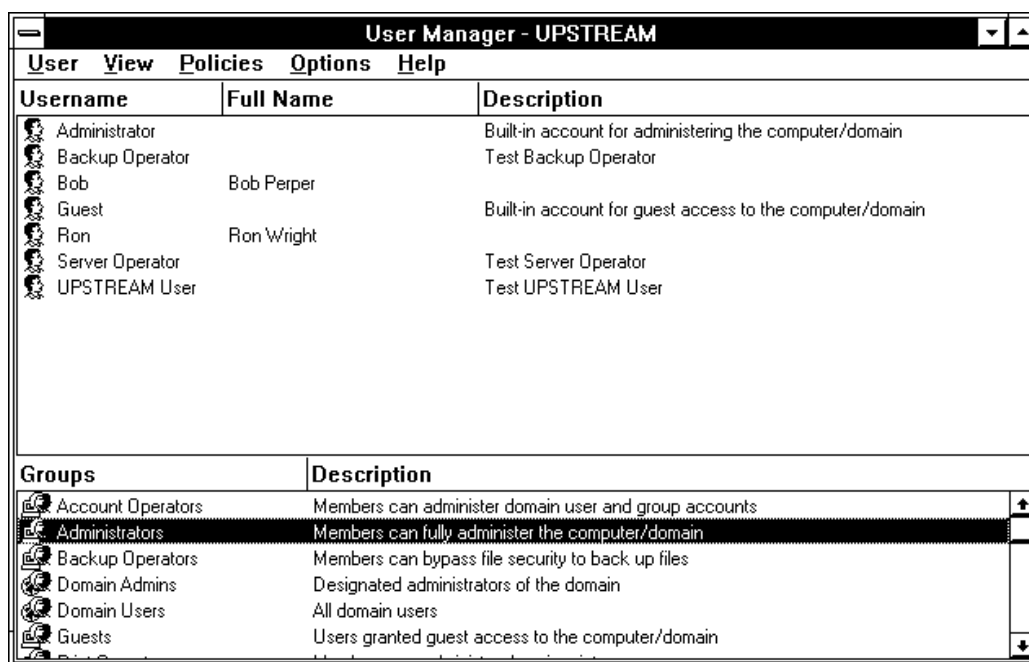 User Manager - UPSTREAM
User View Policies Options Help
Username Full Name Description
Administrator Built-in account for administering the computer/domain
Backup Operator Test Backup Operator
Bob Bob Perper
Guest Built-in account for guest access to the computer/domain
Ron Ron Wright
Server Operator Test Server Operator
UPSTREAM User Test UPSTREAM User
Groups Description
Account Operators Members can administer domain user and group accounts
Administrators Members can fully administer the computer/domain
Backup Operators Members can bypass file security to back up files
Domain Admins Designated administrators of the domain
Domain Users All domain users
Guests Users granted guest access to the computer/domain